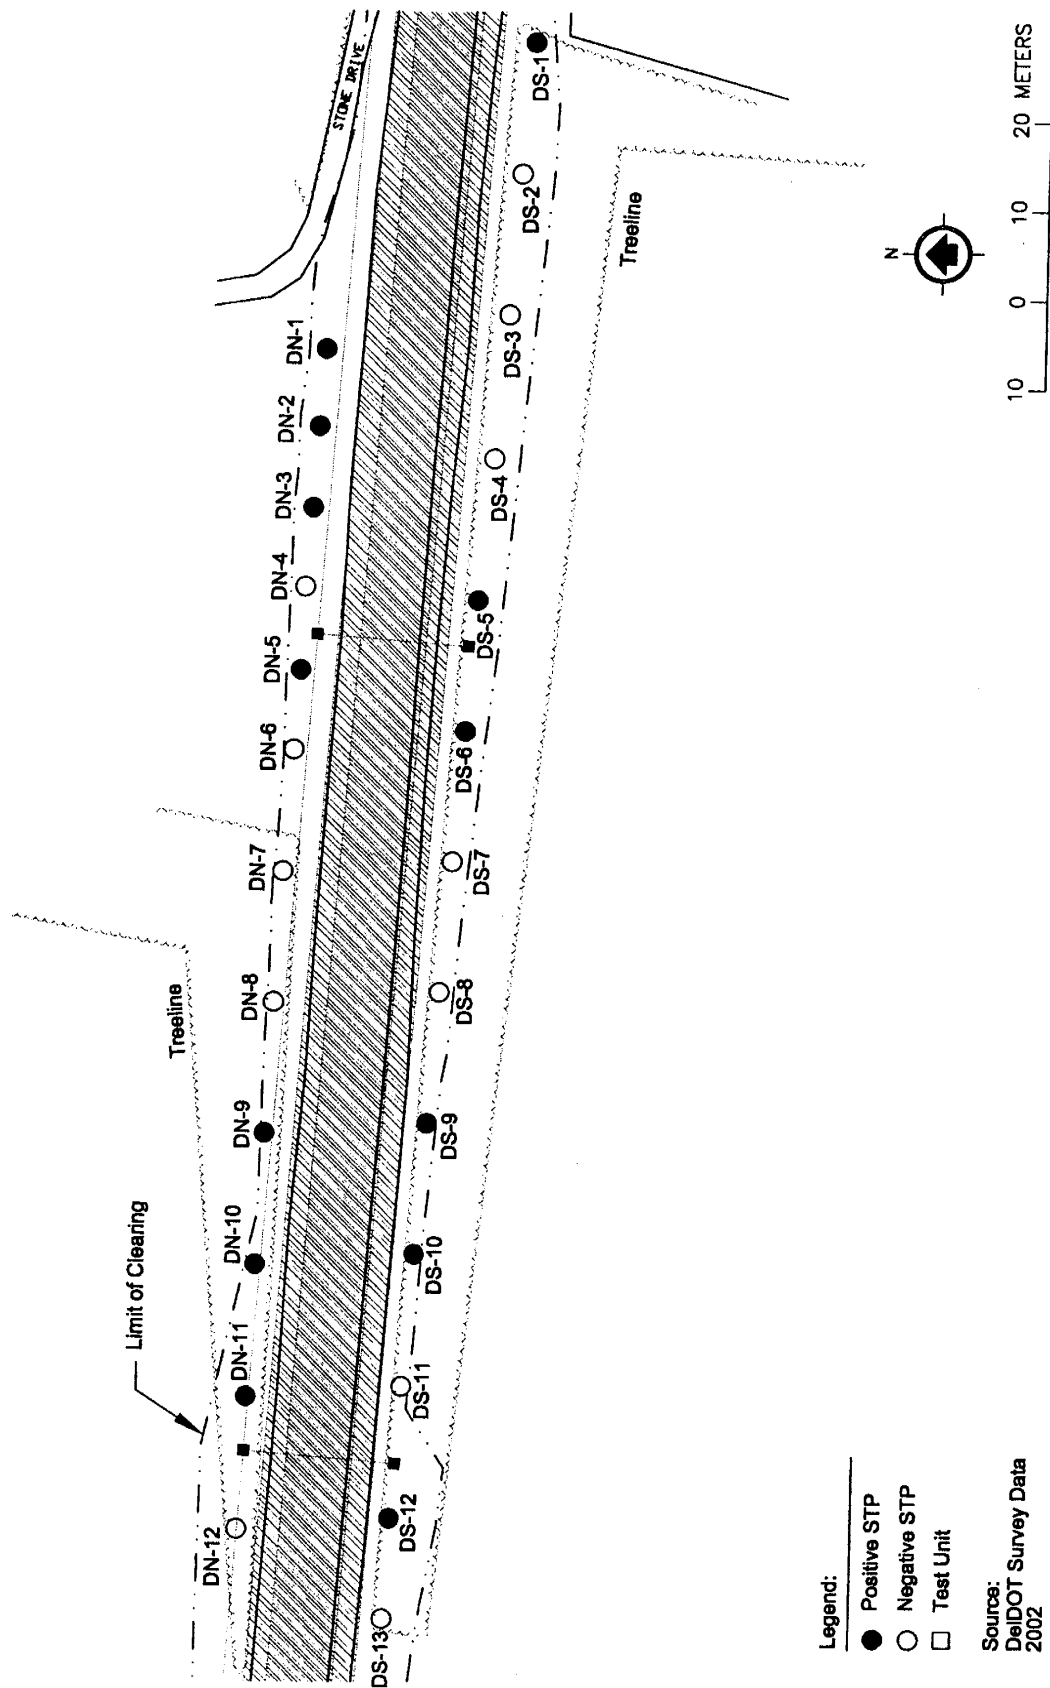 STONE DRIVE
DN-1
DN-2
DN-3
DN-4
DN-5
DN-6
DN-7
DN-8
DN-9
DN-10
DN-11
DN-12
DS-1
DS-2
DS-3
DS-4
DS-5
DS-6
DS-7
DS-8
DS-9
DS-10
DS-11
DS-12
DS-13
Treeline
Treeline
Limit of Clearing
N
10 0 10 20 METERS
Legend:
Positive STP
Negative STP
Test Unit
Source:
DelDOT Survey Data
2002